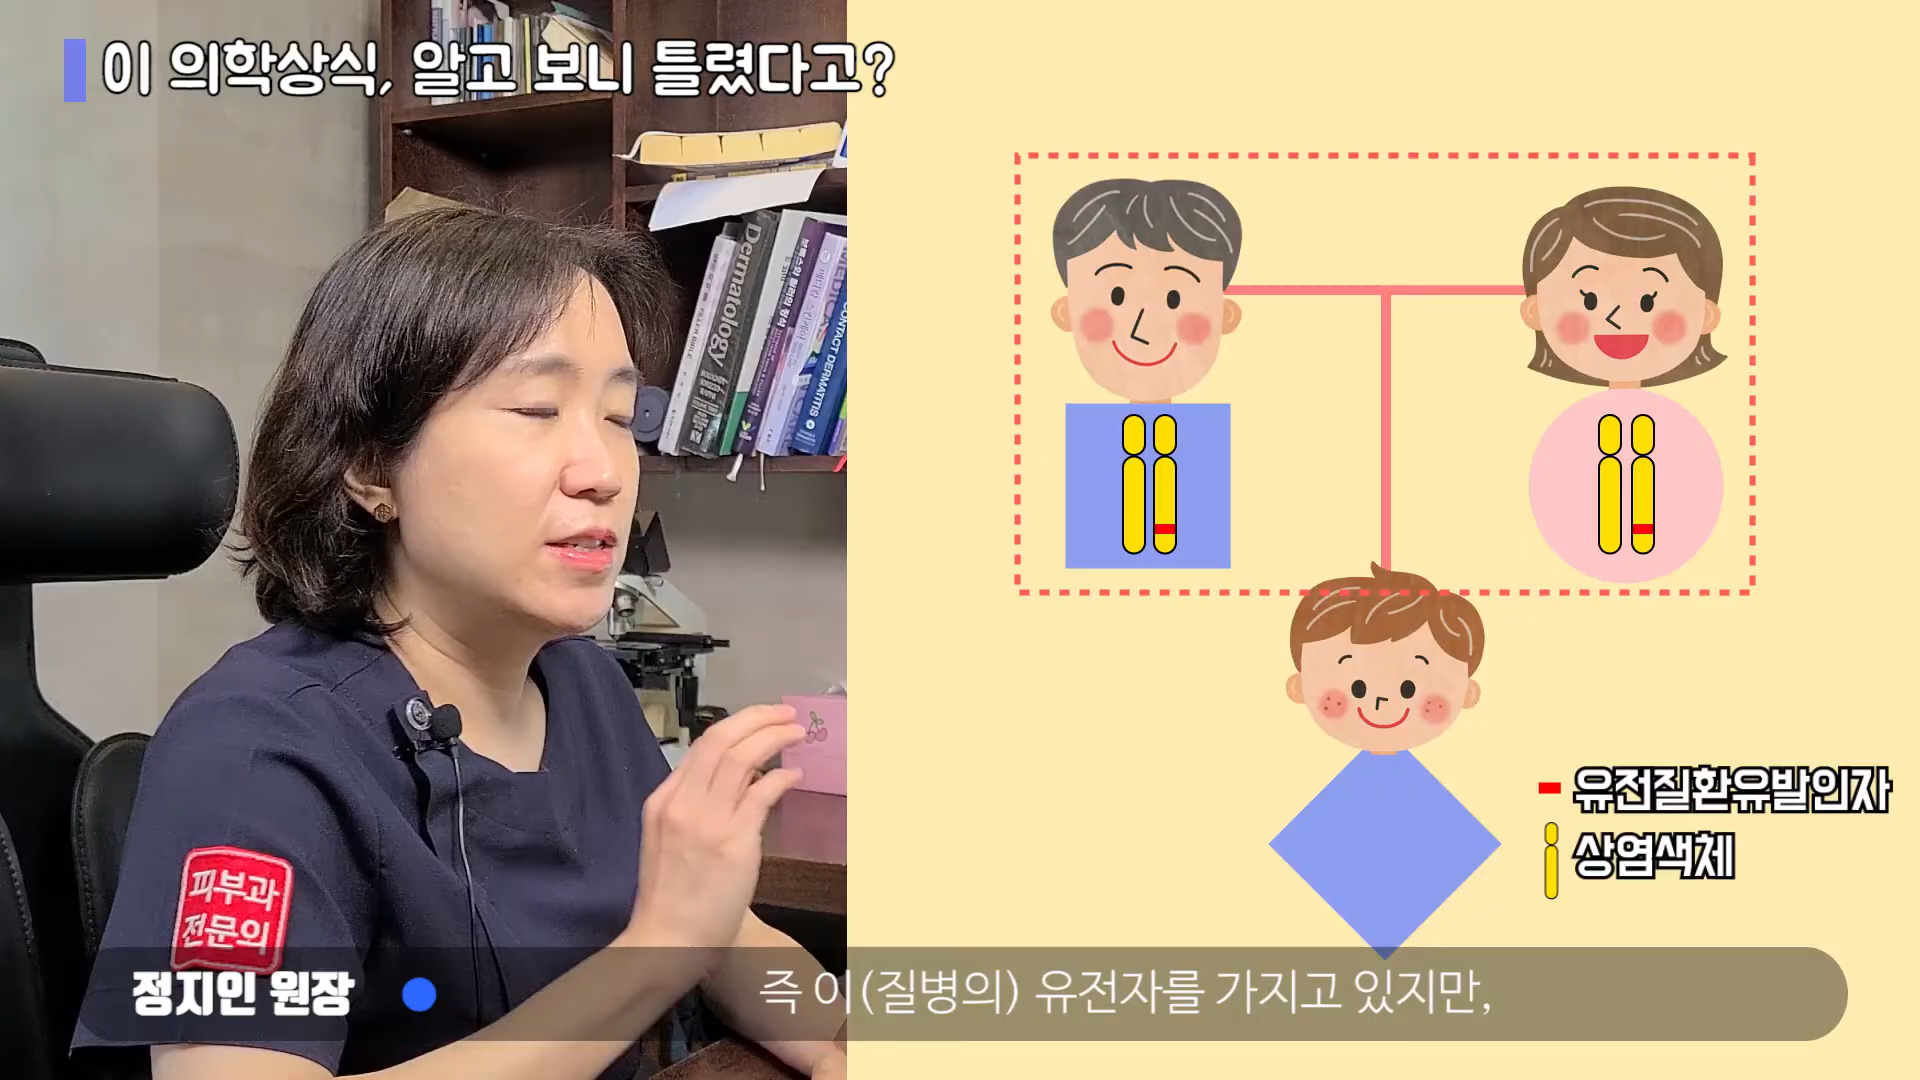 이 의학상식, 알고 보니 틀렸다고?
Dermatology
CONTACT DERMATITIS
유전질환유발인자
상염색체
피부과
전문의
정지인 원장
즉 이(질병의) 유전자를 가지고 있지만,